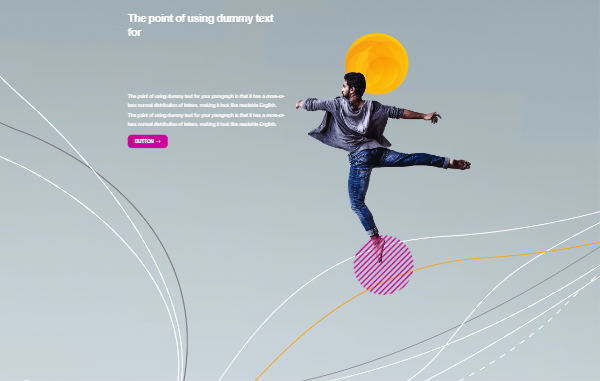 The point of using dummy text
for
The point of using dummy text for your paragraph is that it has a more-or-
less normal distribution of letters. making it look like readable English.
The point of using dummy text for your paragraph is that it has a more-or-
less normal distribution of letters. making it look like readable English.
BUTTON →